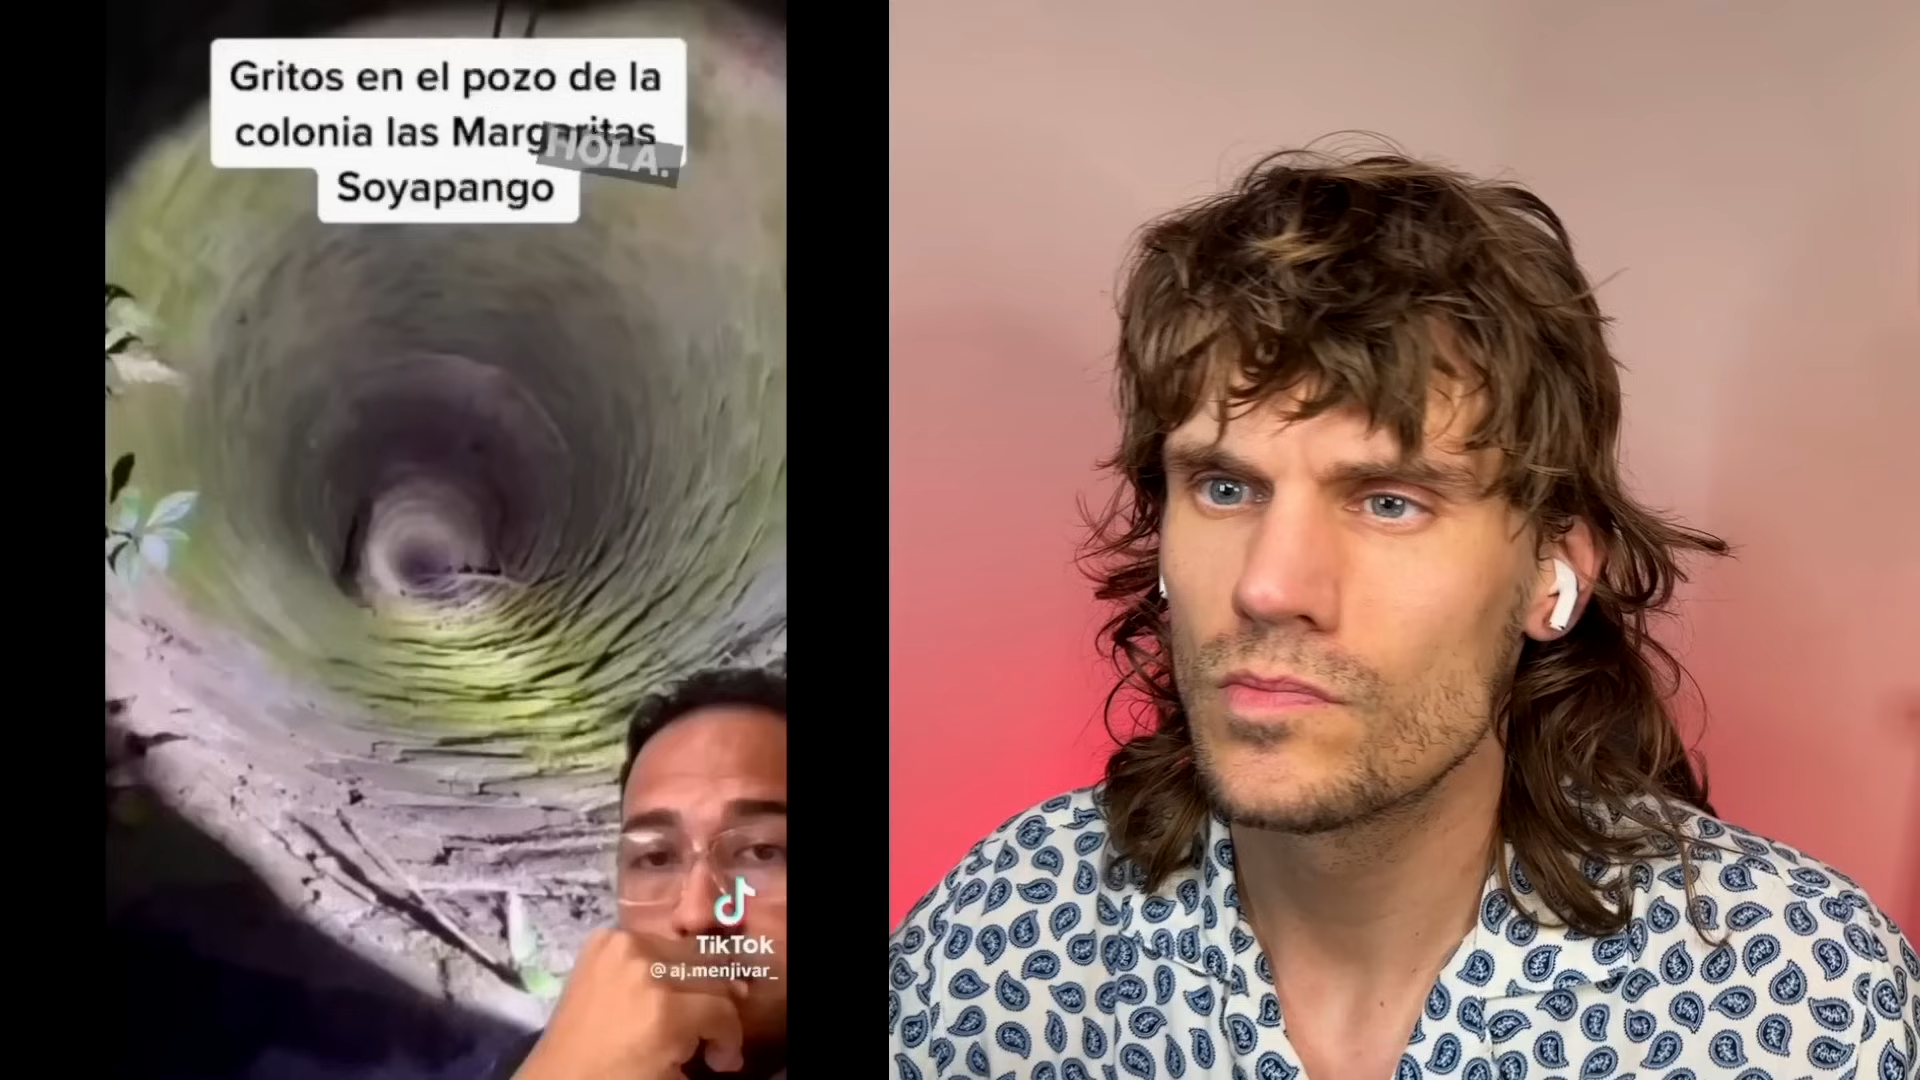 Gritos en el pozo de la
colonia las Margaritas
HOLA.
Soyapango
TikTok
@aj.menjivar_